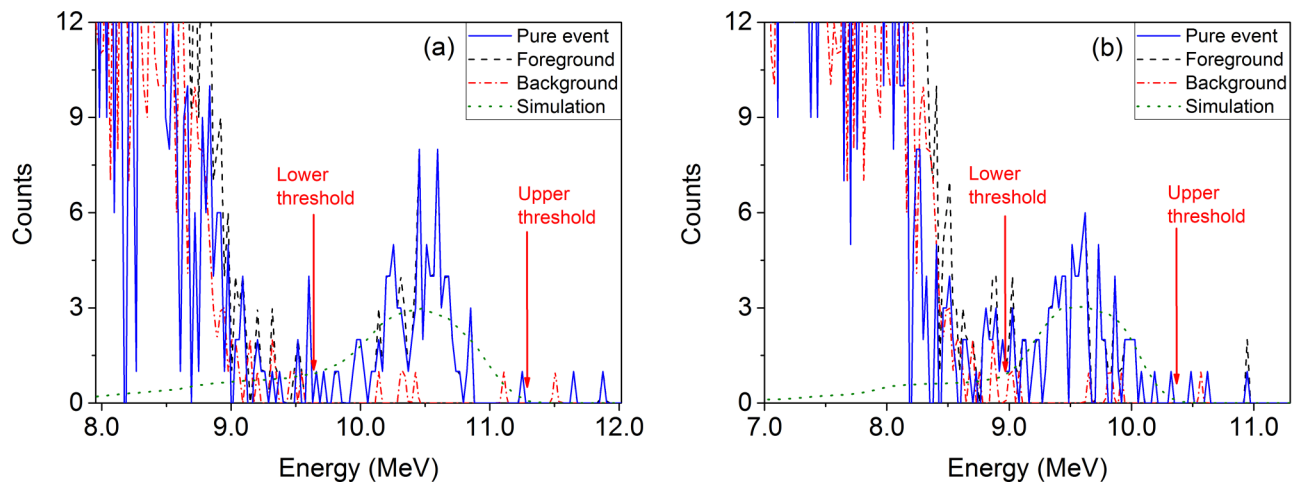 12
9
6
3
0
Counts
(a)
Pure event
Foreground
Background
Simulation
Lower
threshold
Upper
threshold
8.0 9.0 10.0 11.0 12.0
Energy (MeV)
12
9
6
3
0
Counts
(b)
Pure event
Foreground
Background
Simulation
Lower
threshold
Upper
threshold
7.0 8.0 9.0 10.0 11.0
Energy (MeV)